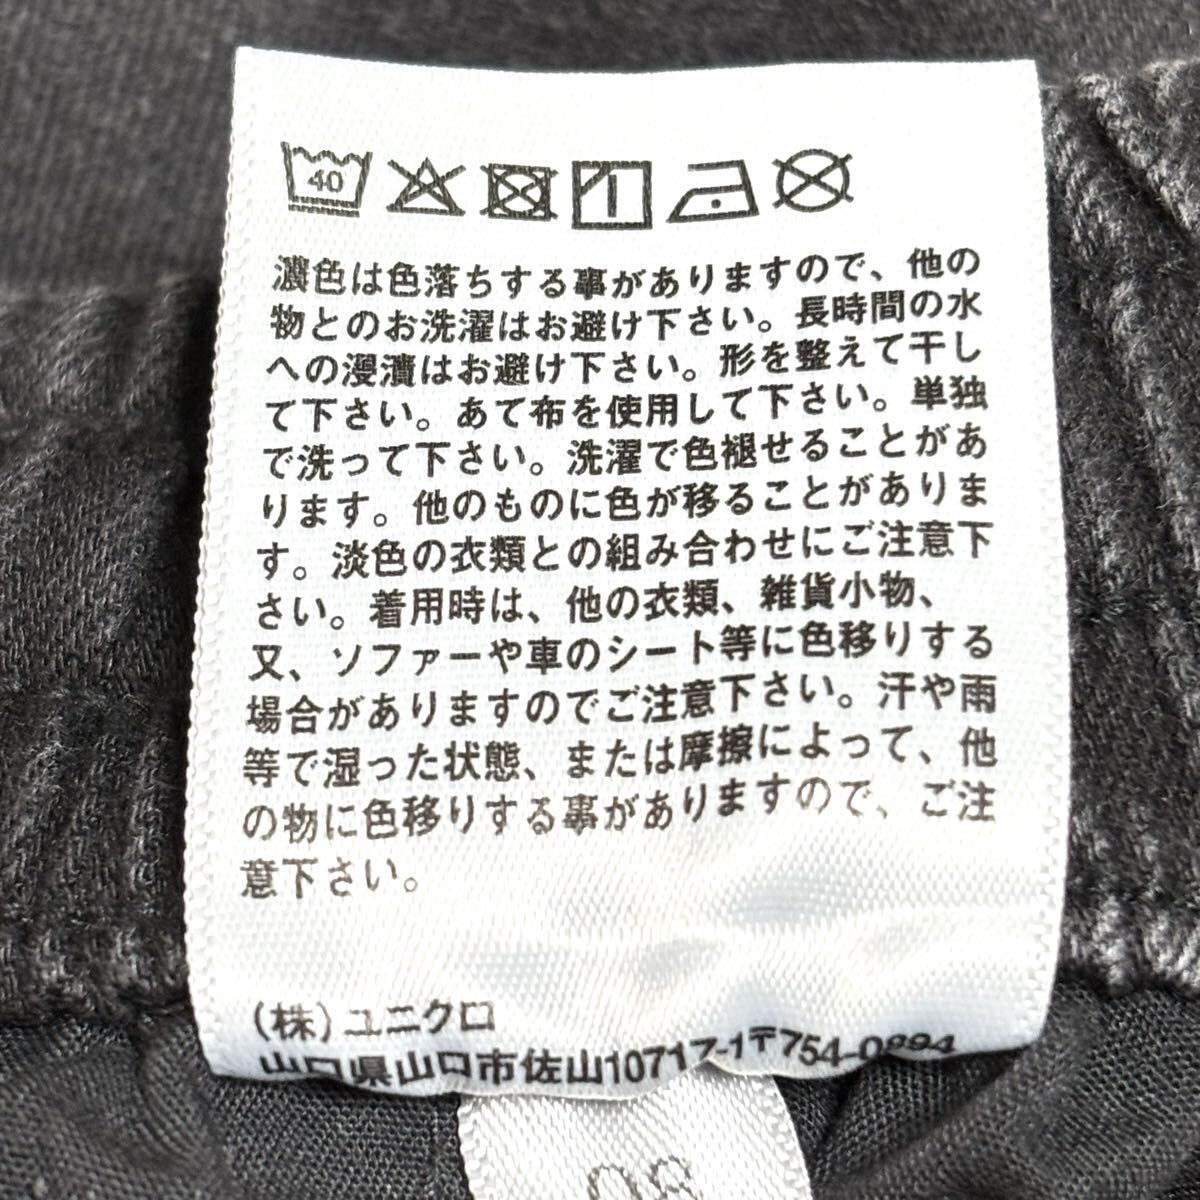 40
濃色は色落ちする事がありますので、他の
物とのお洗濯はお避け下さい。長時間の水
への浸漬はお避け下さい。形を整えて干し
て下さい。あて布を使用して下さい。単独
で洗って下さい。洗濯で色褪せることがあ
ります。他のものに色が移ることがありま
す。淡色の衣類との組み合わせにご注意下
さい。着用時は、他の衣類、雑貨小物、
又、ソファーや車のシート等に色移りする
場合がありますのでご注意下さい。汗や雨
等で湿った状態、または摩擦によって、他
の物に色移りする事がありますので、ご注
意下さい。
(株)ユニクロ
山口県山口市佐山10717-1〒754-0894